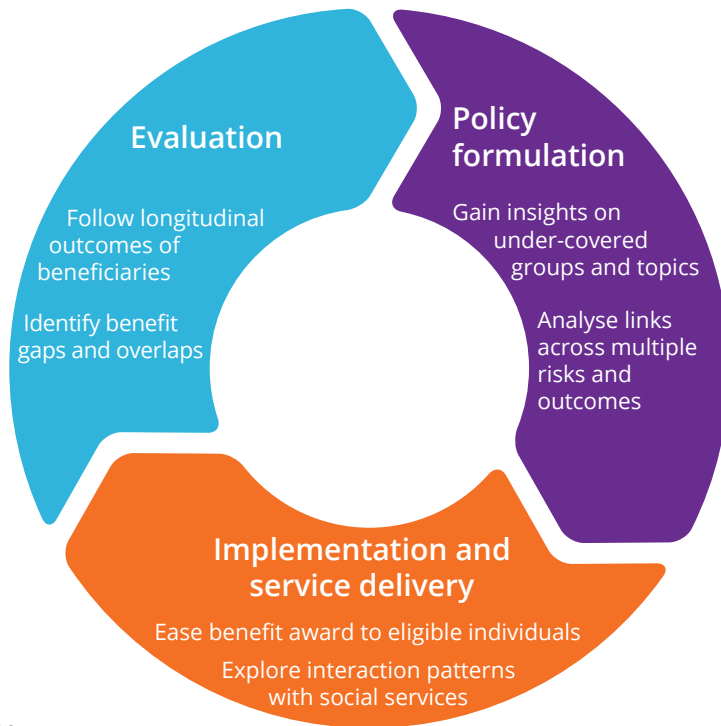 Evaluation
Follow longitudinal
outcomes of
beneficiaries
Identify benefit
gaps and overlaps
Policy
formulation
Gain insights on
under-covered
groups and topics
Analyse links
across multiple
risks and
outcomes
Implementation and
service delivery
Ease benefit award to eligible individuals
Explore interaction patterns
with social services